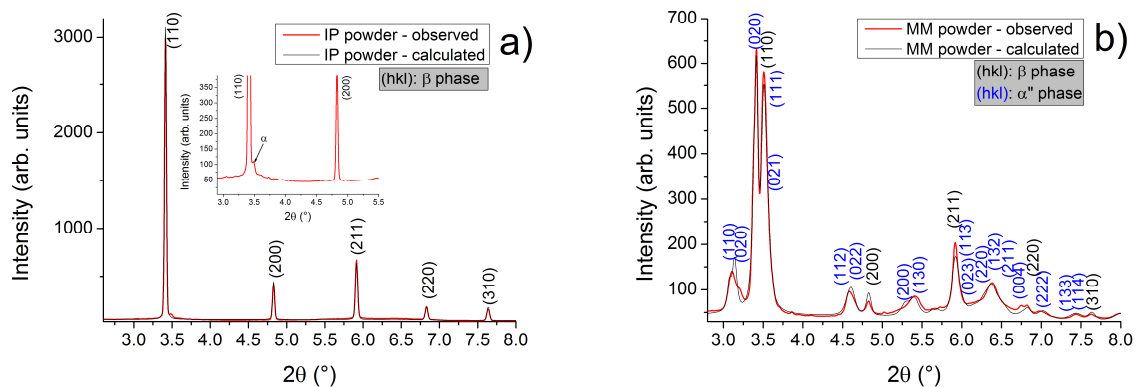 IP powder - observed
IP powder - calculated
(hkl): β phase
a)
Intensity (arb. units)
3000
2000
1000
(110)
(200)
(211)
(220)
(310)
3.0 3.5 4.0 4.5 5.0 5.5 6.0 6.5 7.0 7.5 8.0
2θ (°)
Intensity (arb. units)
350
300
250
200
150
100
50
(110)
α
(200)
3.0 3.5 4.0 4.5 5.0 5.5
2θ (°)
MM powder - observed
MM powder - calculated
(hkl): β phase
(hkl): α" phase
b)
Intensity (arb. units)
700
600
500
400
300
200
100
50
(110)
(020)
(020)
(110)
(111)
(021)
(112)
(022)
(200)
(200)
(130)
(211)
(113)
(023)
(220)
(132)
(211)
(004)
(220)
(222)
(133)
(114)
(310)
3.0 3.5 4.0 4.5 5.0 5.5 6.0 6.5 7.0 7.5 8.0
2θ (°)